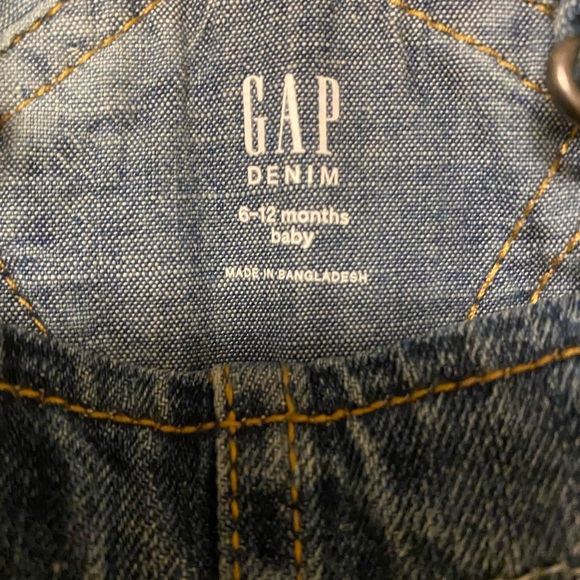 GAP
DENIM
6-12 months
baby
MADE IN BANGLADESH